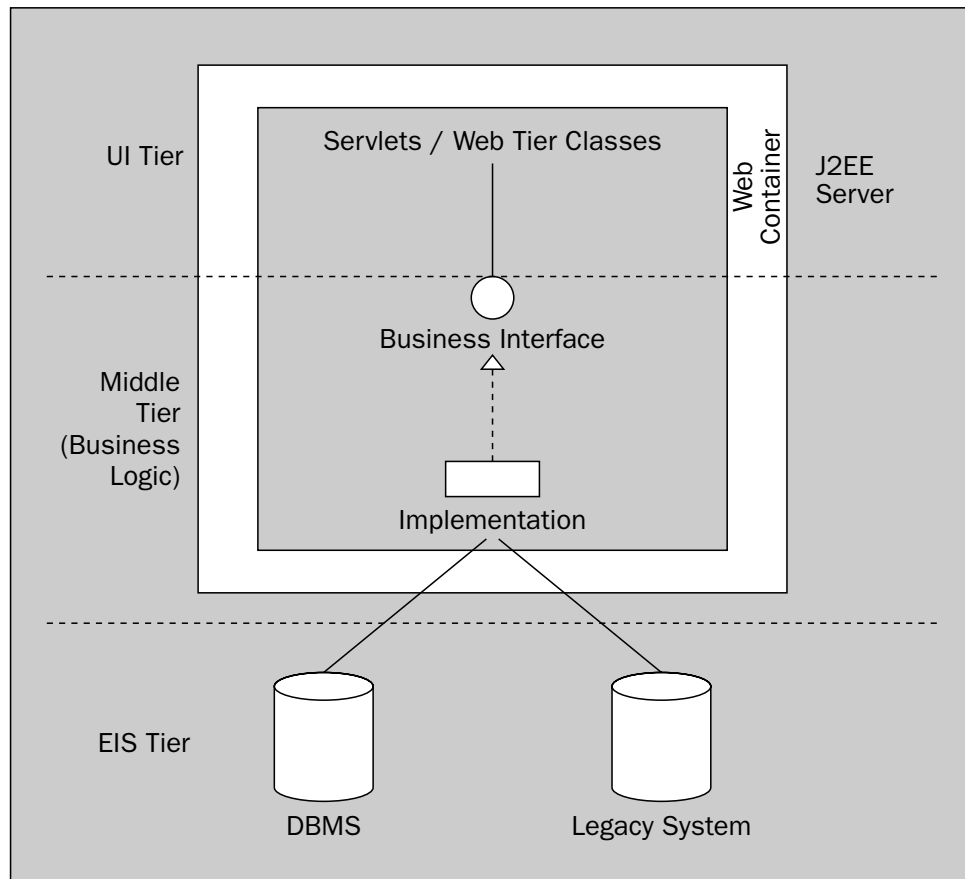 Servlets / Web Tier Classes
UI Tier
Web
Container
J2EE
Server
Business Interface
Middle
Tier
(Business
Logic)
Implementation
EIS Tier
DBMS
Legacy System